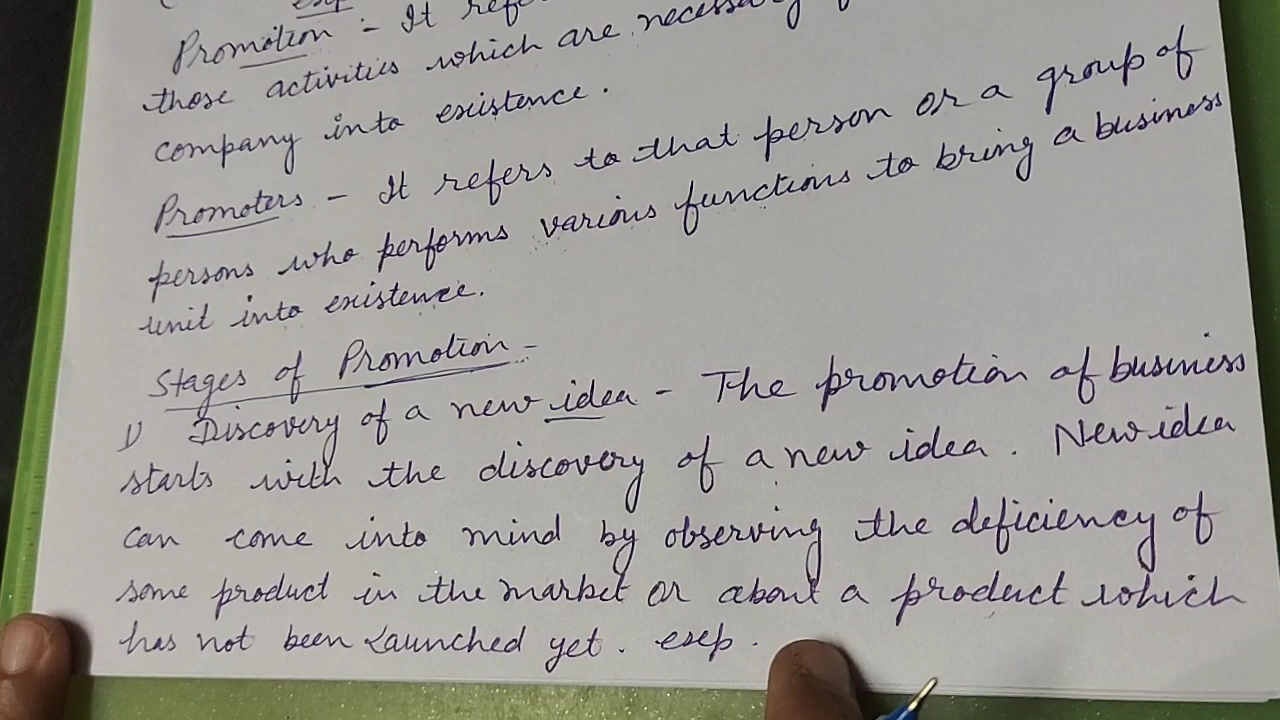 exep
Promotion :- It refe
those activities which are necessary f
company into existence.
Promoters - It refers to that person or a group of
persons who performs various functions to bring a business
unit into existence.
Stages of Promotion -
1) Discovery of a new idea - The promotion of business
starts with the discovery of a new idea. New idea
can come into mind by observing the deficiency of
some product in the market or about a product which
has not been launched yet. exep.